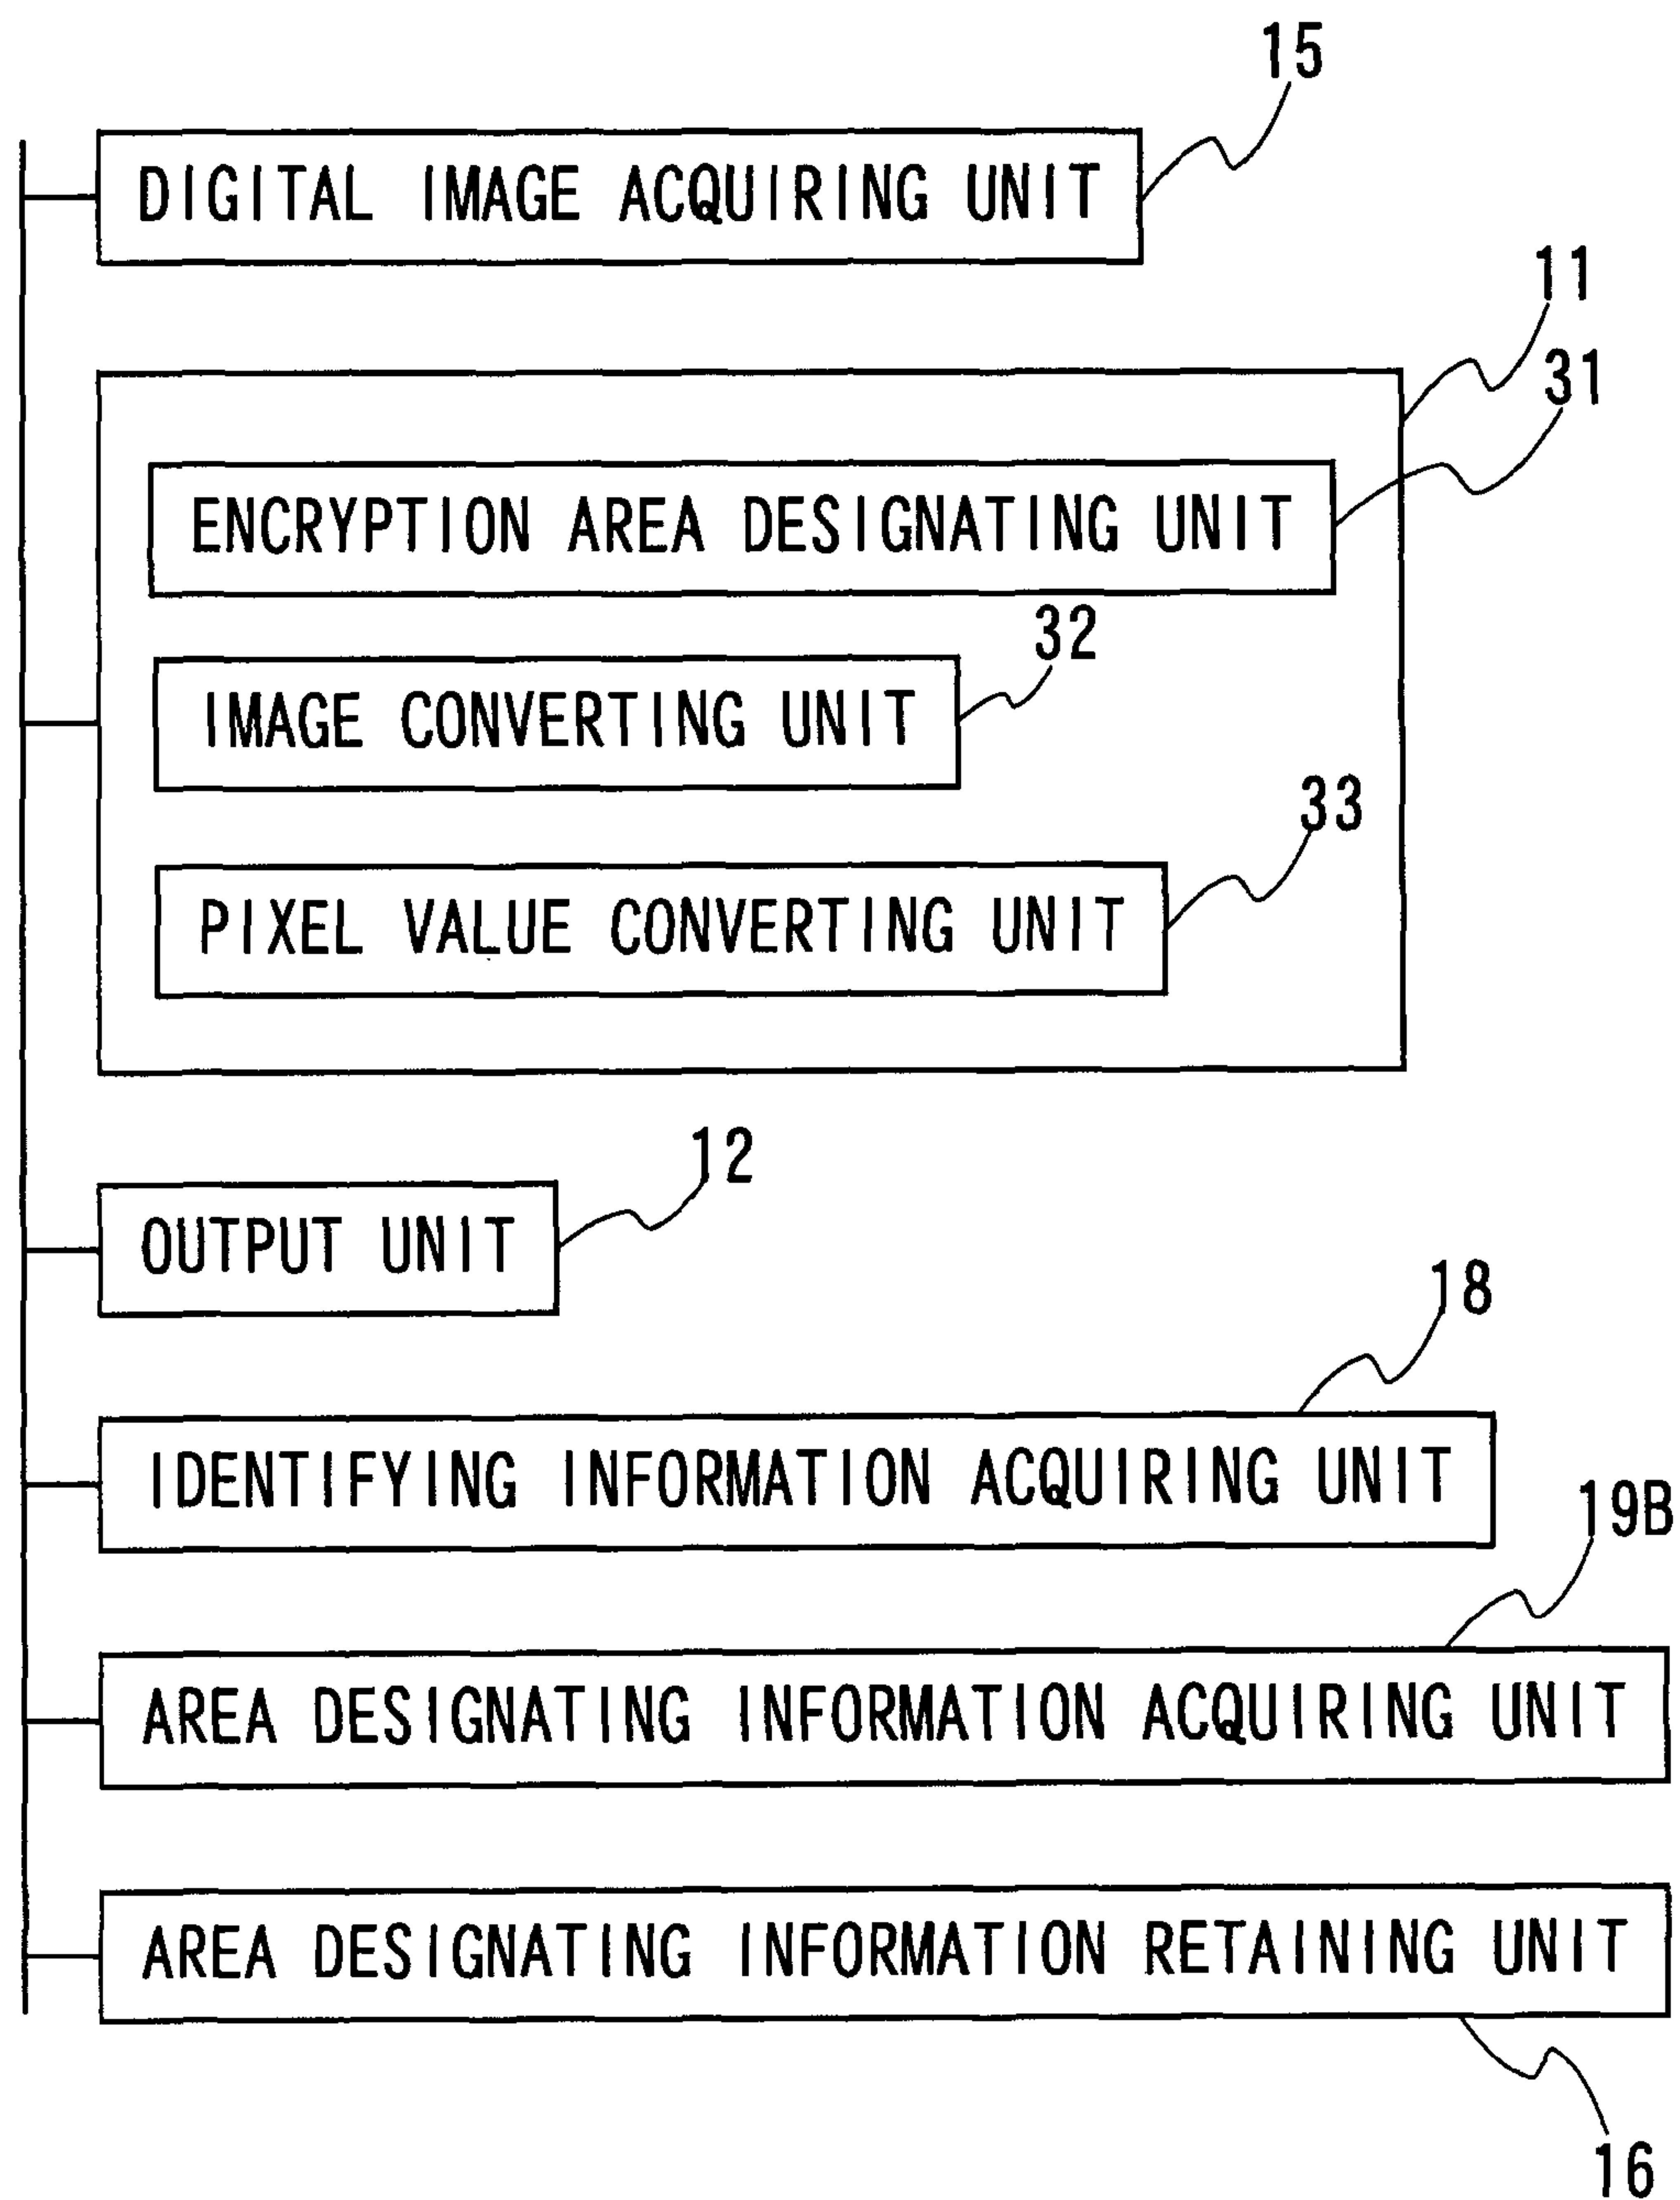 15
DIGITAL IMAGE ACQUIRING UNIT
11
31
ENCRYPTION AREA DESIGNATING UNIT
32
IMAGE CONVERTING UNIT
33
PIXEL VALUE CONVERTING UNIT
12
OUTPUT UNIT
18
IDENTIFYING INFORMATION ACQUIRING UNIT
19B
AREA DESIGNATING INFORMATION ACQUIRING UNIT
AREA DESIGNATING INFORMATION RETAINING UNIT
16